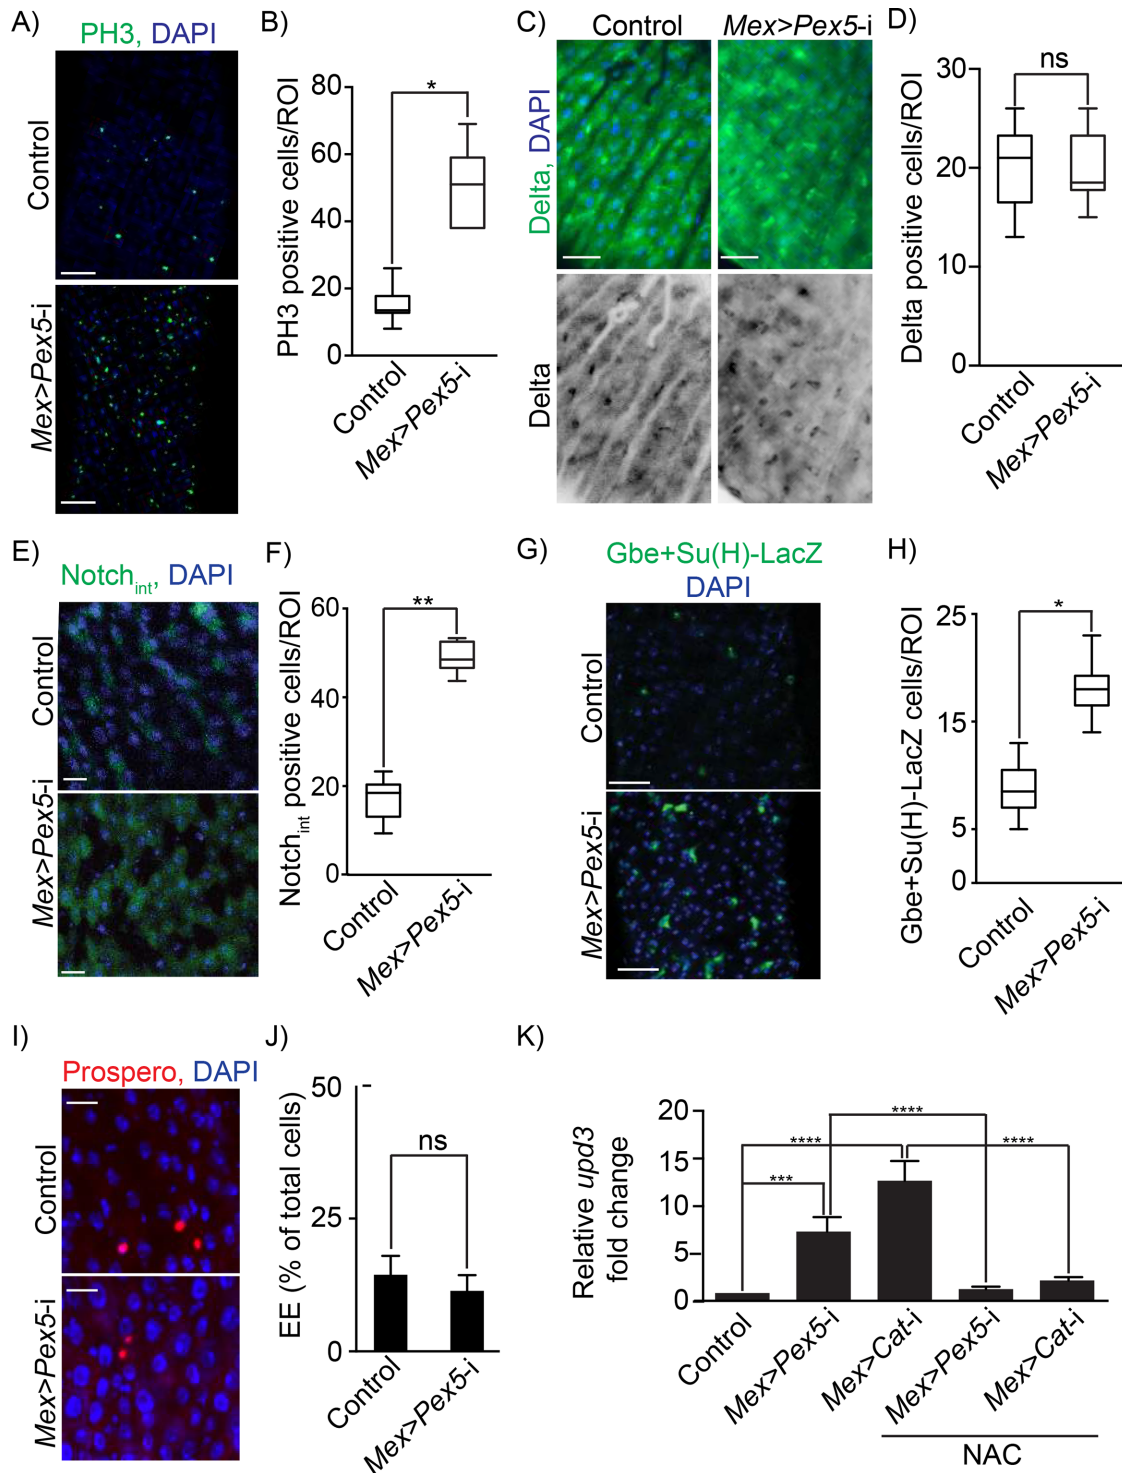 A)
PH3, DAPI
Control
Mex>Pex5-i
B)
PH3 positive cells/ROI
80
60
40
20
0
*
Control
Mex>Pex5-i
C)
Control
Mex>Pex5-i
Delta, DAPI
Delta
D)
Delta positive cells/ROI
30
20
10
0
ns
Control
Mex>Pex5-i
E)
Notchint, DAPI
Control
Mex>Pex5-i
F)
Notchint positive cells/ROI
60
40
20
0
**
Control
Mex>Pex5-i
G)
Gbe+Su(H)-LacZ
DAPI
Control
Mex>Pex5-i
H)
Gbe+Su(H)-LacZ cells/ROI
25
15
5
0
*
Control
Mex>Pex5-i
I)
Prospero, DAPI
Control
Mex>Pex5-i
J)
EE (% of total cells)
50
25
0
ns
Control
Mex>Pex5-i
K)
Relative upd3
fold change
20
15
10
5
0
****
****
****
***
Control
Mex>Pex5-i
Mex>Cat-i
Mex>Pex5-i
Mex>Cat-i
NAC